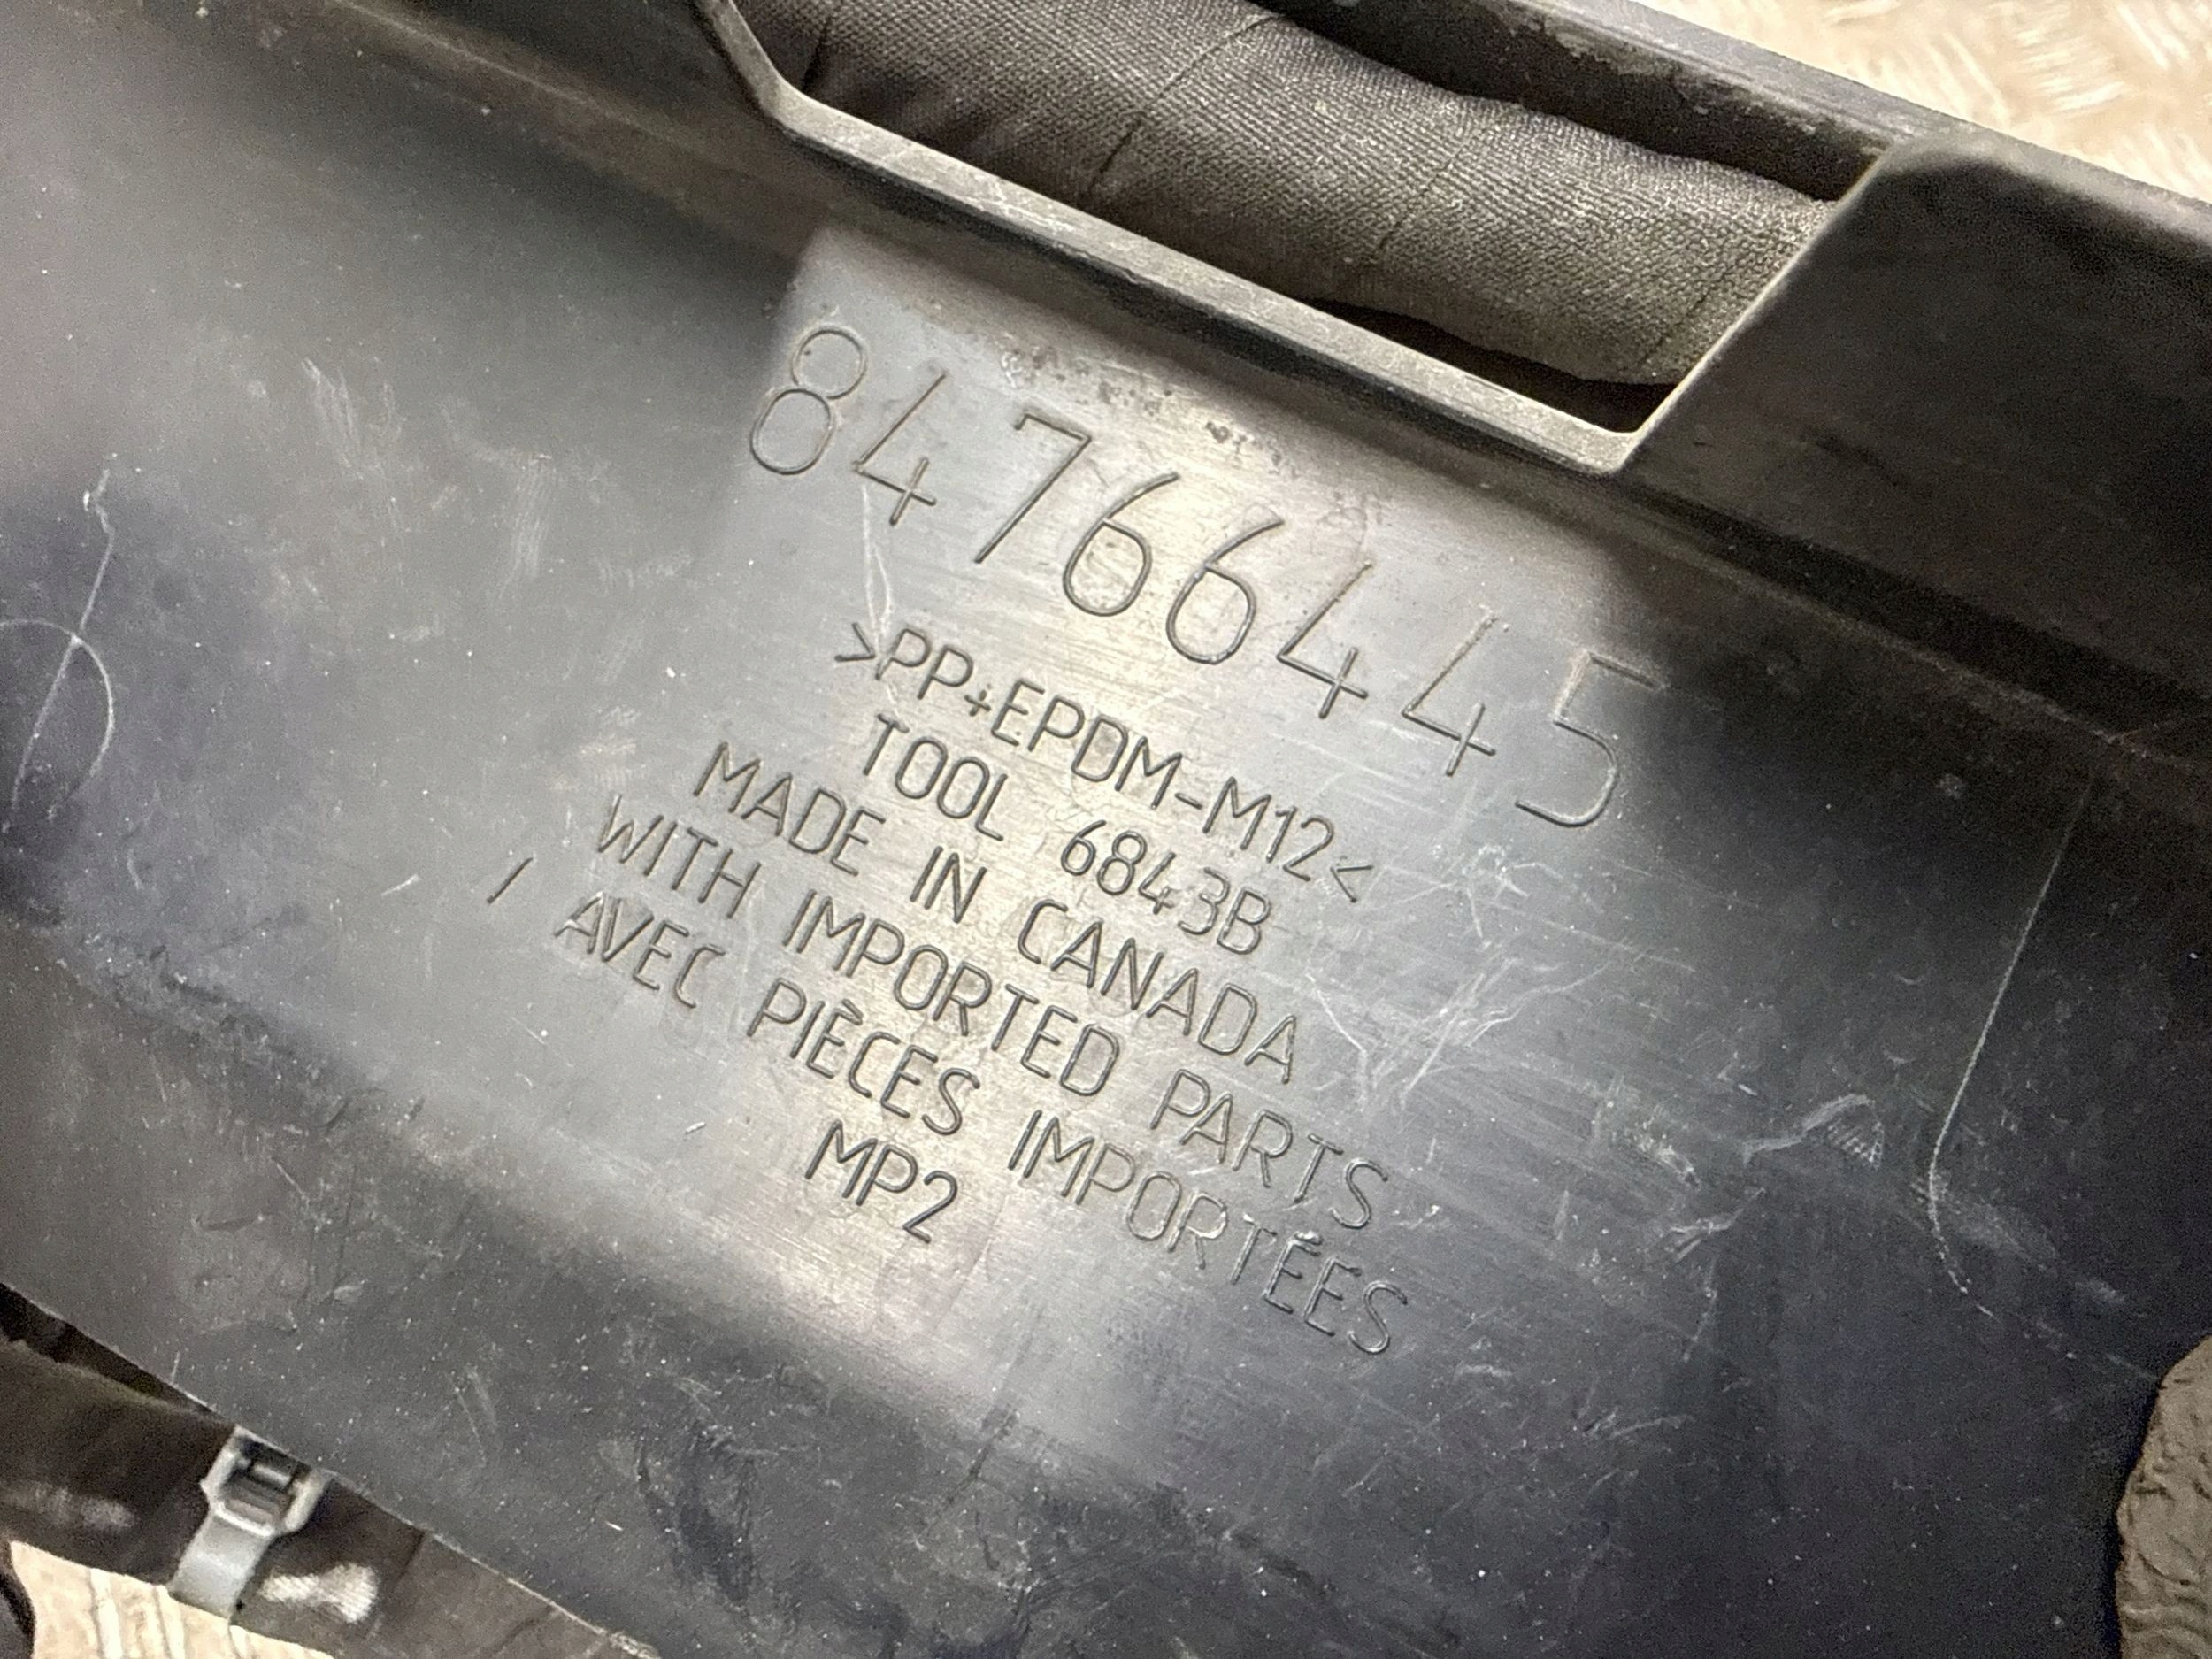 84766445
>PP+EPDM-M12<
TOOL 6843B
MADE IN CANADA
WITH IMPORTED PARTS
/ AVEC PIÈCES IMPORTÉES
MP2